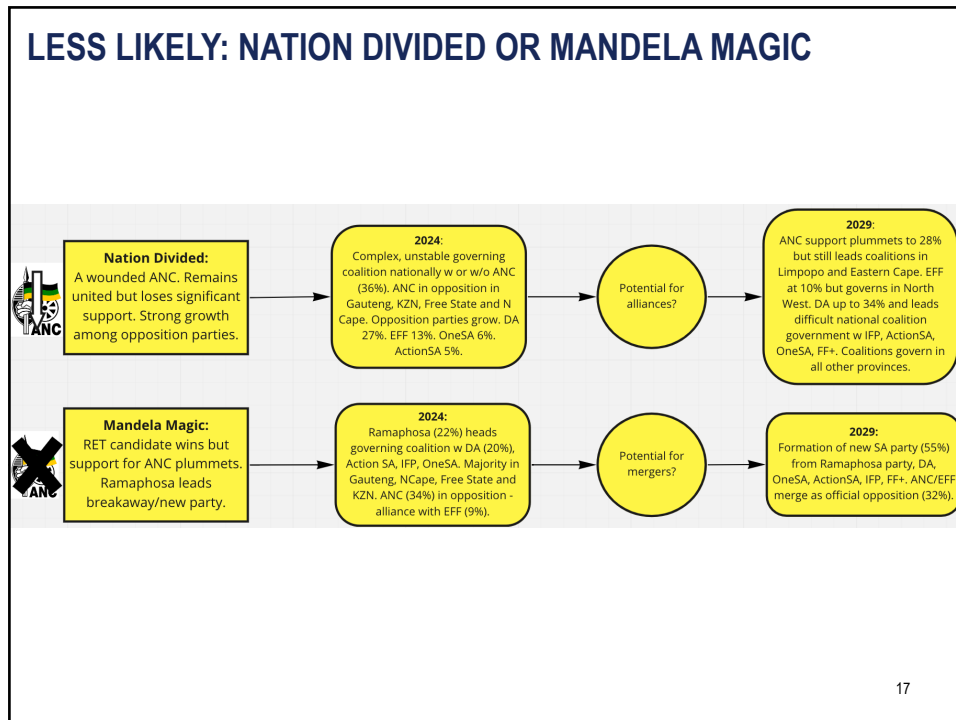 LESS LIKELY: NATION DIVIDED OR MANDELA MAGIC
ANC
Nation Divided:
A wounded ANC. Remains
united but loses significant
support. Strong growth
among opposition parties.
2024:
Complex, unstable governing
coalition nationally w or w/o ANC
(36%). ANC in opposition in
Gauteng, KZN, Free State and N
Cape. Opposition parties grow. DA
27%. EFF 13%. OneSA 6%.
ActionSA 5%.
Potential for
alliances?
2029:
ANC support plummets to 28%
but still leads coalitions in
Limpopo and Eastern Cape. EFF
at 10% but governs in North
West. DA up to 34% and leads
difficult national coalition
government w IFP, ActionSA,
OneSA, FF+. Coalitions govern in
all other provinces.
ANC
Mandela Magic:
RET candidate wins but
support for ANC plummets.
Ramaphosa leads
breakaway/new party.
2024:
Ramaphosa (22%) heads
governing coalition w DA (20%),
Action SA, IFP, OneSA. Majority in
Gauteng, NCape, Free State and
KZN. ANC (34%) in opposition -
alliance with EFF (9%).
Potential for
mergers?
2029:
Formation of new SA party (55%)
from Ramaphosa party, DA,
OneSA, ActionSA, IFP, FF+. ANC/EFF
merge as official opposition (32%).
17